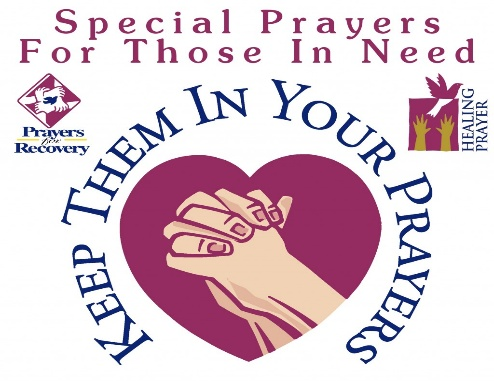 Special Prayers
For Those In Need
Prayers
for
Recovery
HEALING
PRAYER
KEEP THEM IN YOUR PRAYERS